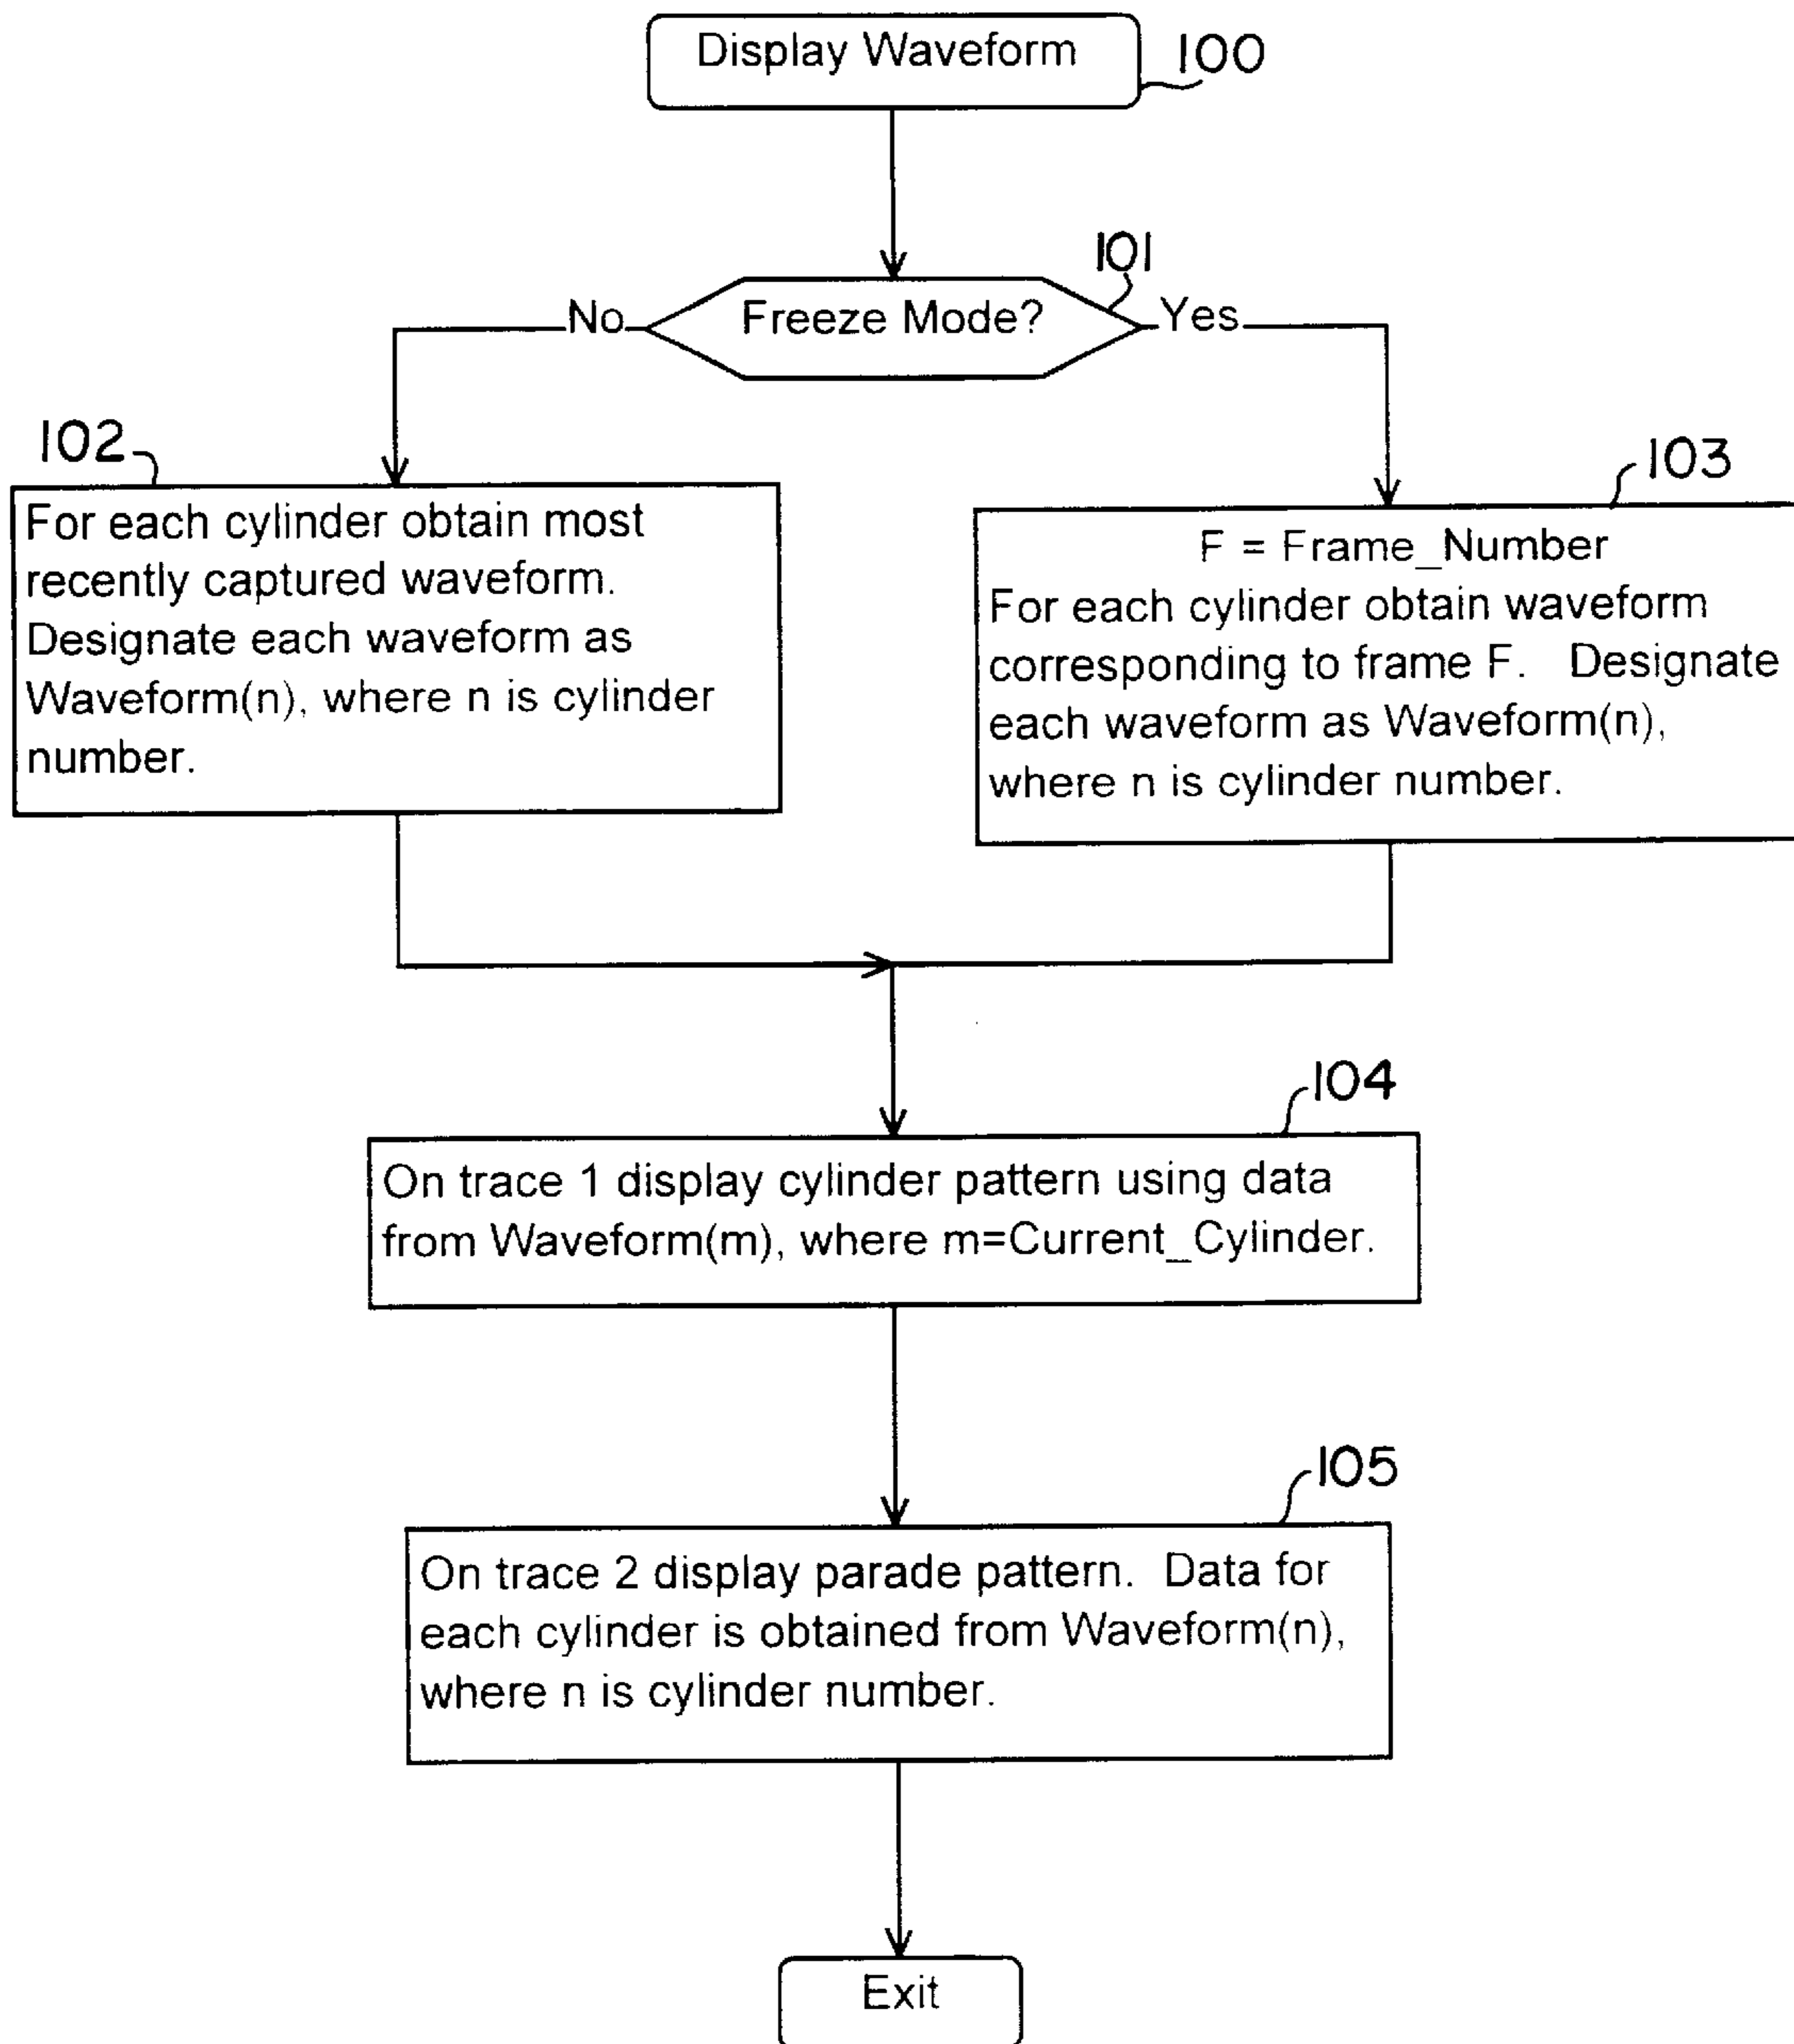 Display Waveform
100
101
No
Freeze Mode?
Yes
102
For each cylinder obtain most
recently captured waveform.
Designate each waveform as
Waveform(n), where n is cylinder
number.
103
F = Frame_Number
For each cylinder obtain waveform
corresponding to frame F. Designate
each waveform as Waveform(n),
where n is cylinder number.
104
On trace 1 display cylinder pattern using data
from Waveform(m), where m=Current_Cylinder.
105
On trace 2 display parade pattern. Data for
each cylinder is obtained from Waveform(n),
where n is cylinder number.
Exit